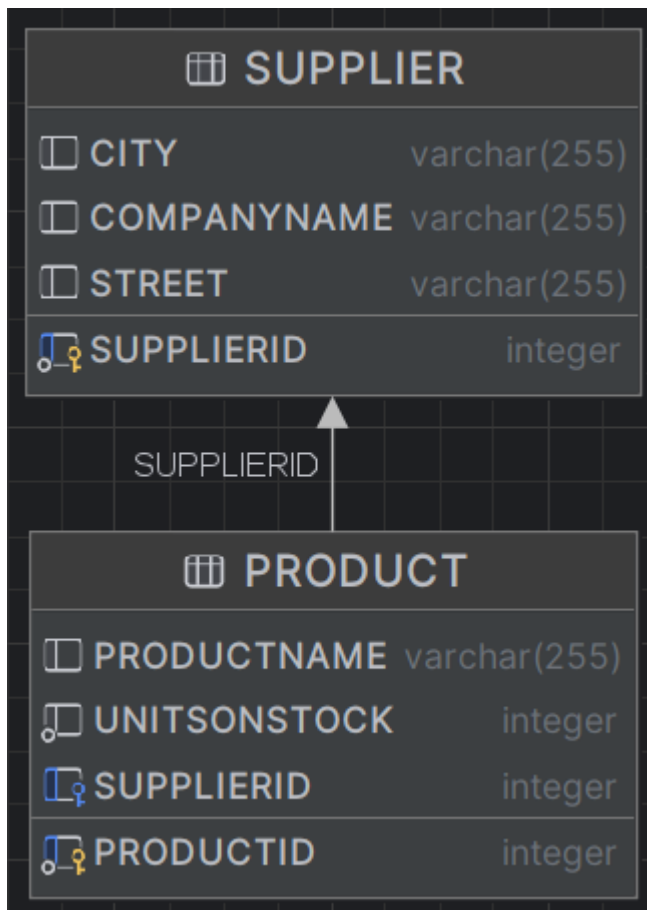 SUPPLIER
CITY varchar(255)
COMPANYNAME varchar(255)
STREET varchar(255)
SUPPLIERID integer
SUPPLIERID
PRODUCT
PRODUCTNAME varchar(255)
UNITSONSTOCK integer
SUPPLIERID integer
PRODUCTID integer